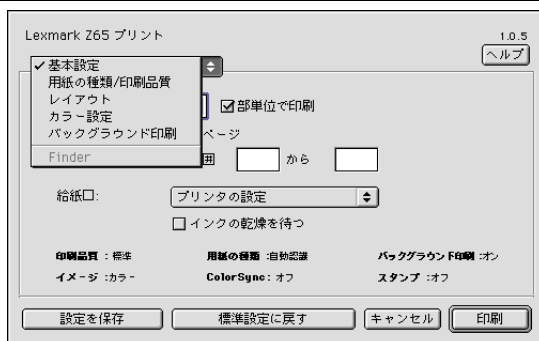 Lexmark Z65 プリント
1.0.5
ヘルプ
✓基本設定
用紙の種類/印刷品質
レイアウト
カラー設定
バックグラウンド印刷
Finder
部単位で印刷
ページ
囲
から
給紙口:
プリンタの設定
インクの乾燥を待つ
印刷品質 : 標準
用紙の種類 :自動認識
バックグラウンド印刷 :オン
イメージ :カラー
ColorSync: オフ
スタンプ :オフ
設定を保存
標準設定に戻す
キャンセル
印刷